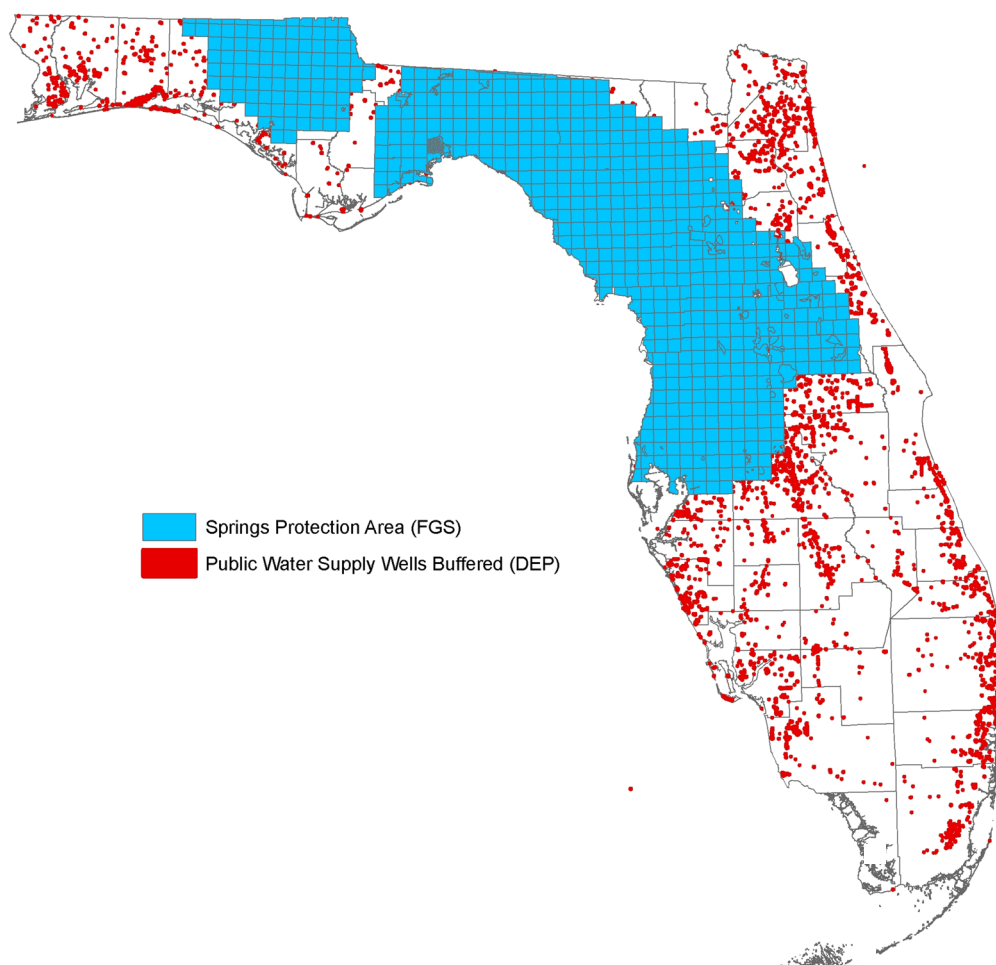 Springs Protection Area (FGS)
Public Water Supply Wells Buffered (DEP)